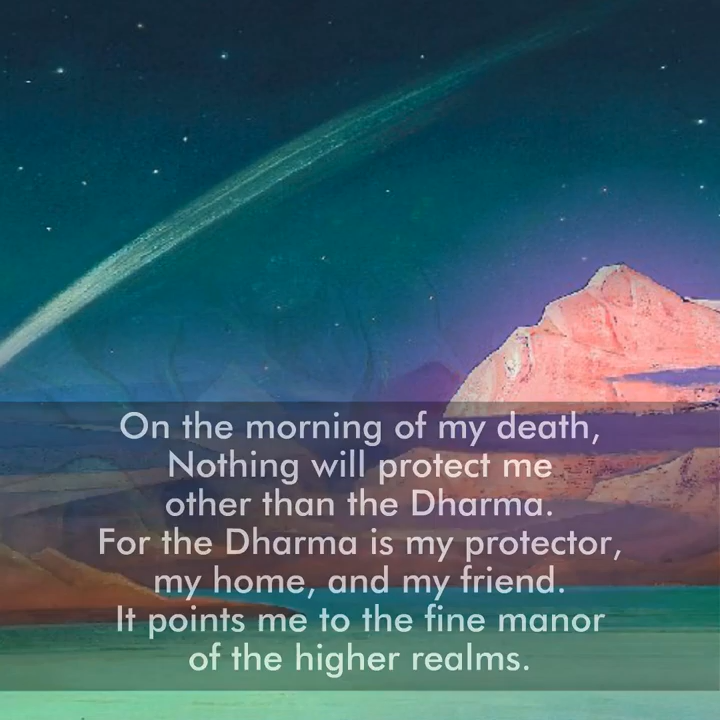 On the morning of my death,
Nothing will protect me
other than the Dharma.
For the Dharma is my protector,
my home, and my friend.
It points me to the fine manor
of the higher realms.